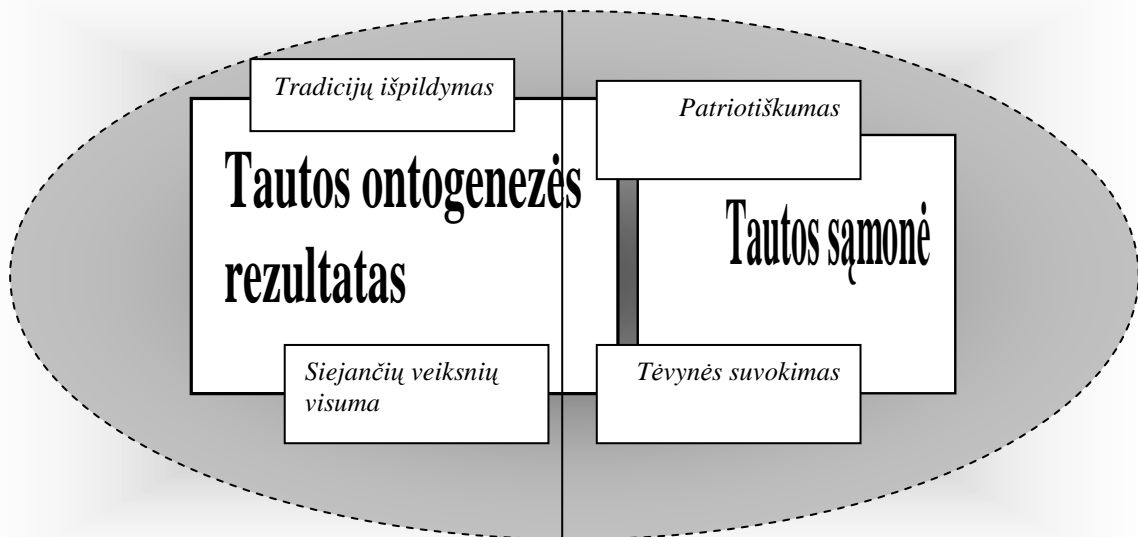 Tradicijų išpildymas
Patriotiškumas
Tautos ontogenezės
rezultatas
Tautos sąmonė
Siejančių veiksnių
visuma
Tėvynės suvokimas